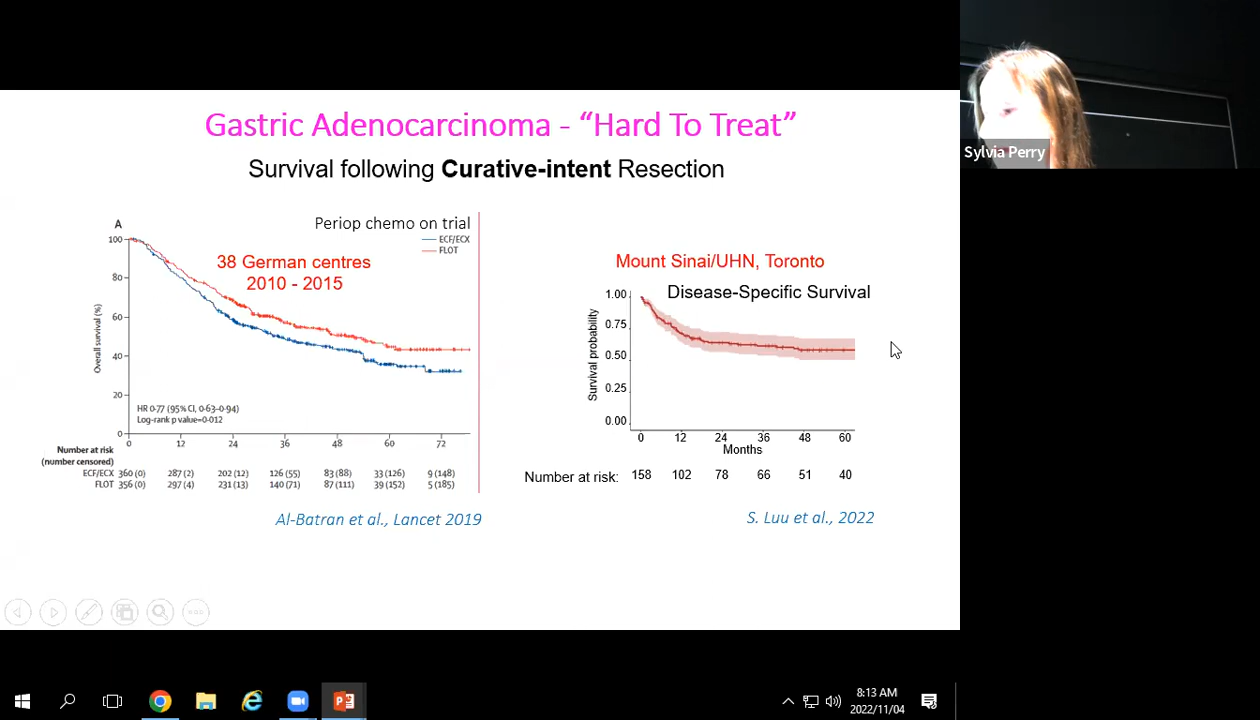 Gastric Adenocarcinoma - “Hard To Treat”
Survival following Curative-intent Resection
A
Periop chemo on trial
ECF/ECX
FLOT
38 German centres
2010 - 2015
Overall survival (%)
100
80
60
40
20
0
HR 0·77 (95% CI, 0·63–0·94)
Log-rank p value=0·012
0 12 24 36 48 60 72
Number at risk
(number censored)
ECF/ECX 360 (0) 287 (2) 202 (12) 126 (55) 83 (88) 33 (126) 9 (148)
FLOT 356 (0) 297 (4) 231 (13) 140 (71) 87 (111) 39 (152) 5 (185)
Al-Batran et al., Lancet 2019
Mount Sinai/UHN, Toronto
Disease-Specific Survival
Survival probability
1.00
0.75
0.50
0.25
0.00
0 12 24 36 48 60
Months
Number at risk: 158 102 78 66 51 40
S. Luu et al., 2022
Sylvia Perry
8:13 AM
2022/11/04